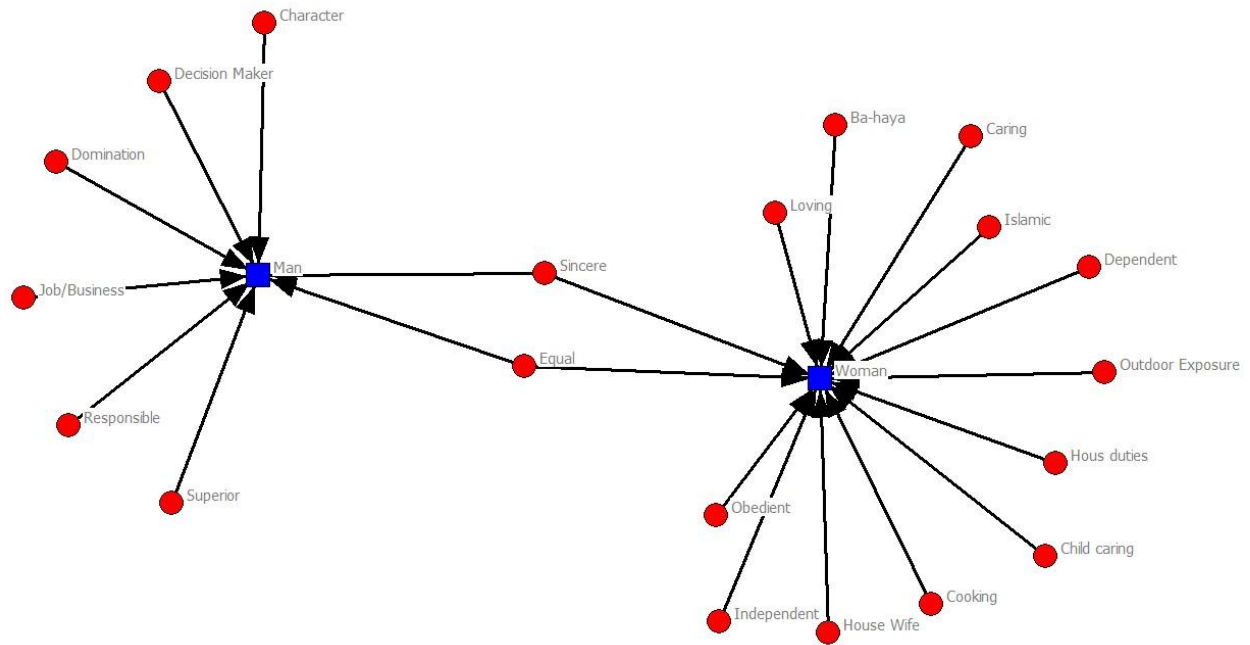 Character
Decision Maker
Domination
Man
Job/Business
Responsible
Superior
Sincere
Equal
Ba-haya
Caring
Loving
Islamic
Dependent
Woman
Outdoor Exposure
Hous duties
Obedient
Child caring
Independent
House Wife
Cooking